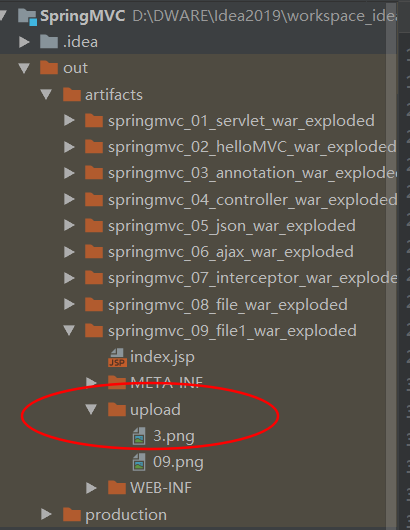 SpringMVC D:\DWARE\Idea2019\workspace_idea
.idea
out
artifacts
springmvc_01_servlet_war_exploded
springmvc_02_helloMVC_war_exploded
springmvc_03_annotation_war_exploded
springmvc_04_controller_war_exploded
springmvc_05_json_war_exploded
springmvc_06_ajax_war_exploded
springmvc_07_interceptor_war_exploded
springmvc_08_file_war_exploded
springmvc_09_file1_war_exploded
JSP index.jsp
META-INF
upload
3.png
09.png
WEB-INF
production